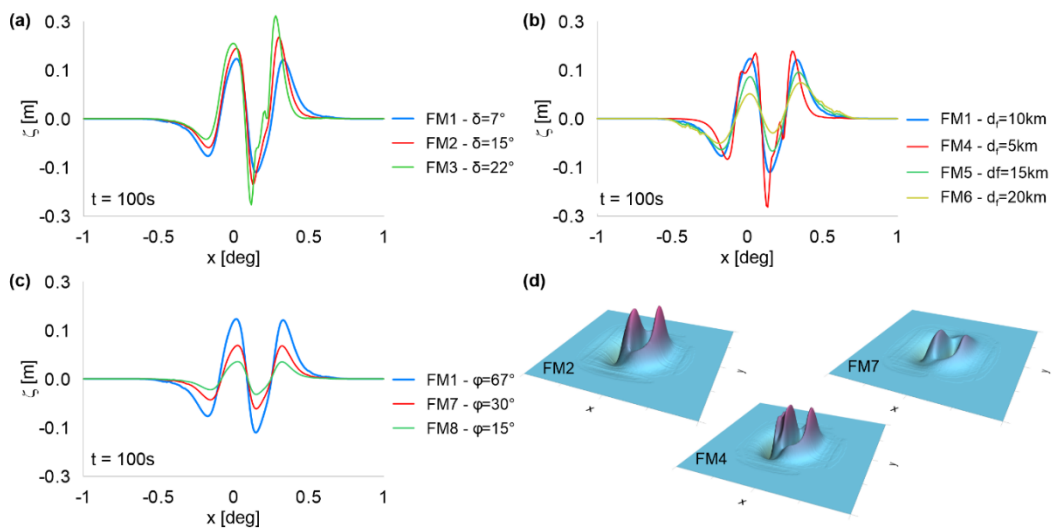 (a)
0.3
0.1
0.0
-0.1
-0.3
ζ [m]
t = 100s
-1
-0.5
0
0.5
1
x [deg]
FM1 - δ=7°
FM2 - δ=15°
FM3 - δ=22°
(b)
0.3
0.1
0.0
-0.1
-0.3
ζ [m]
t = 100s
-1
-0.5
0
0.5
1
x [deg]
FM1 - df=10km
FM4 - df=5km
FM5 - df=15km
FM6 - df=20km
(c)
0.3
0.1
0.0
-0.1
-0.3
ζ [m]
t = 100s
-1
-0.5
0
0.5
1
x [deg]
FM1 - φ=67°
FM7 - φ=30°
FM8 - φ=15°
(d)
FM2
x
y
FM7
x
y
FM4
x
y